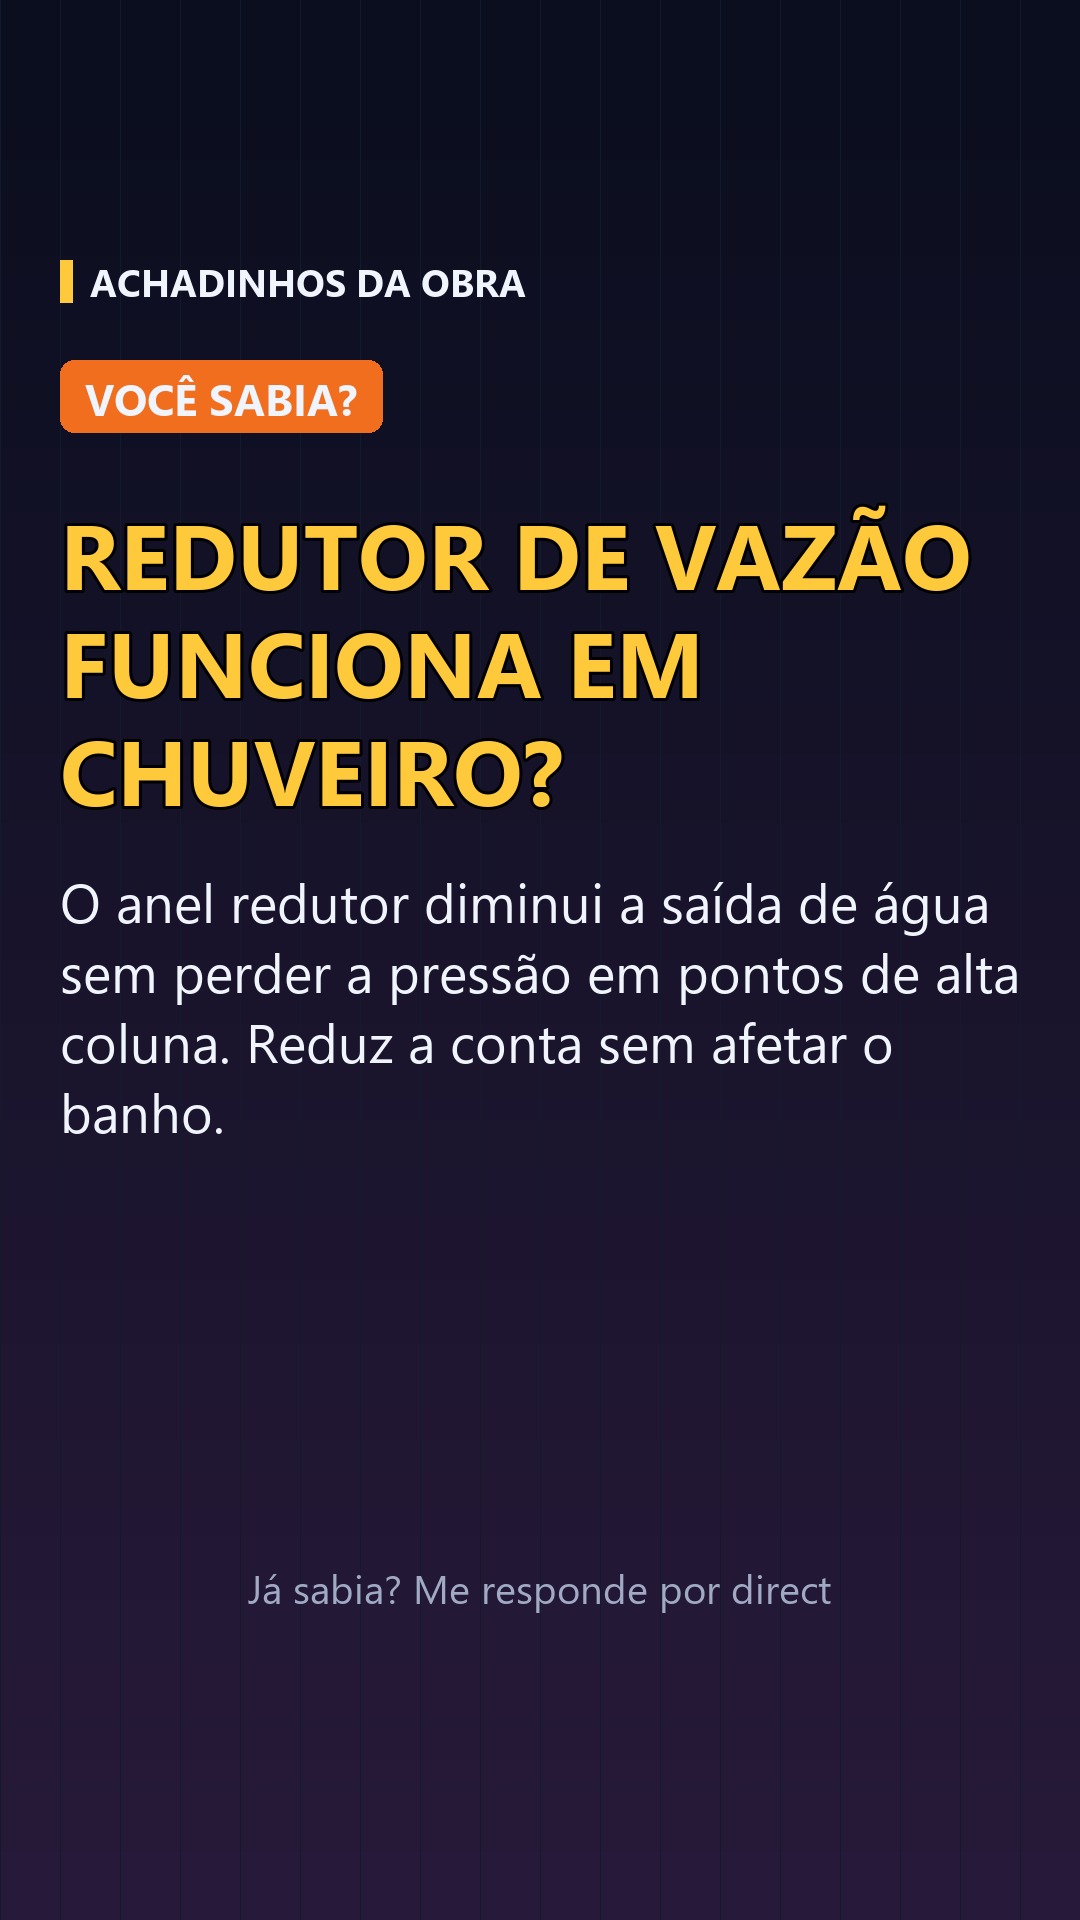 ACHADINHOS DA OBRA
VOCÊ SABIA?
REDUTOR DE VAZÃO
FUNCIONA EM
CHUVEIRO?
O anel redutor diminui a saída de água
sem perder a pressão em pontos de alta
coluna. Reduz a conta sem afetar o
banho.
Já sabia? Me responde por direct